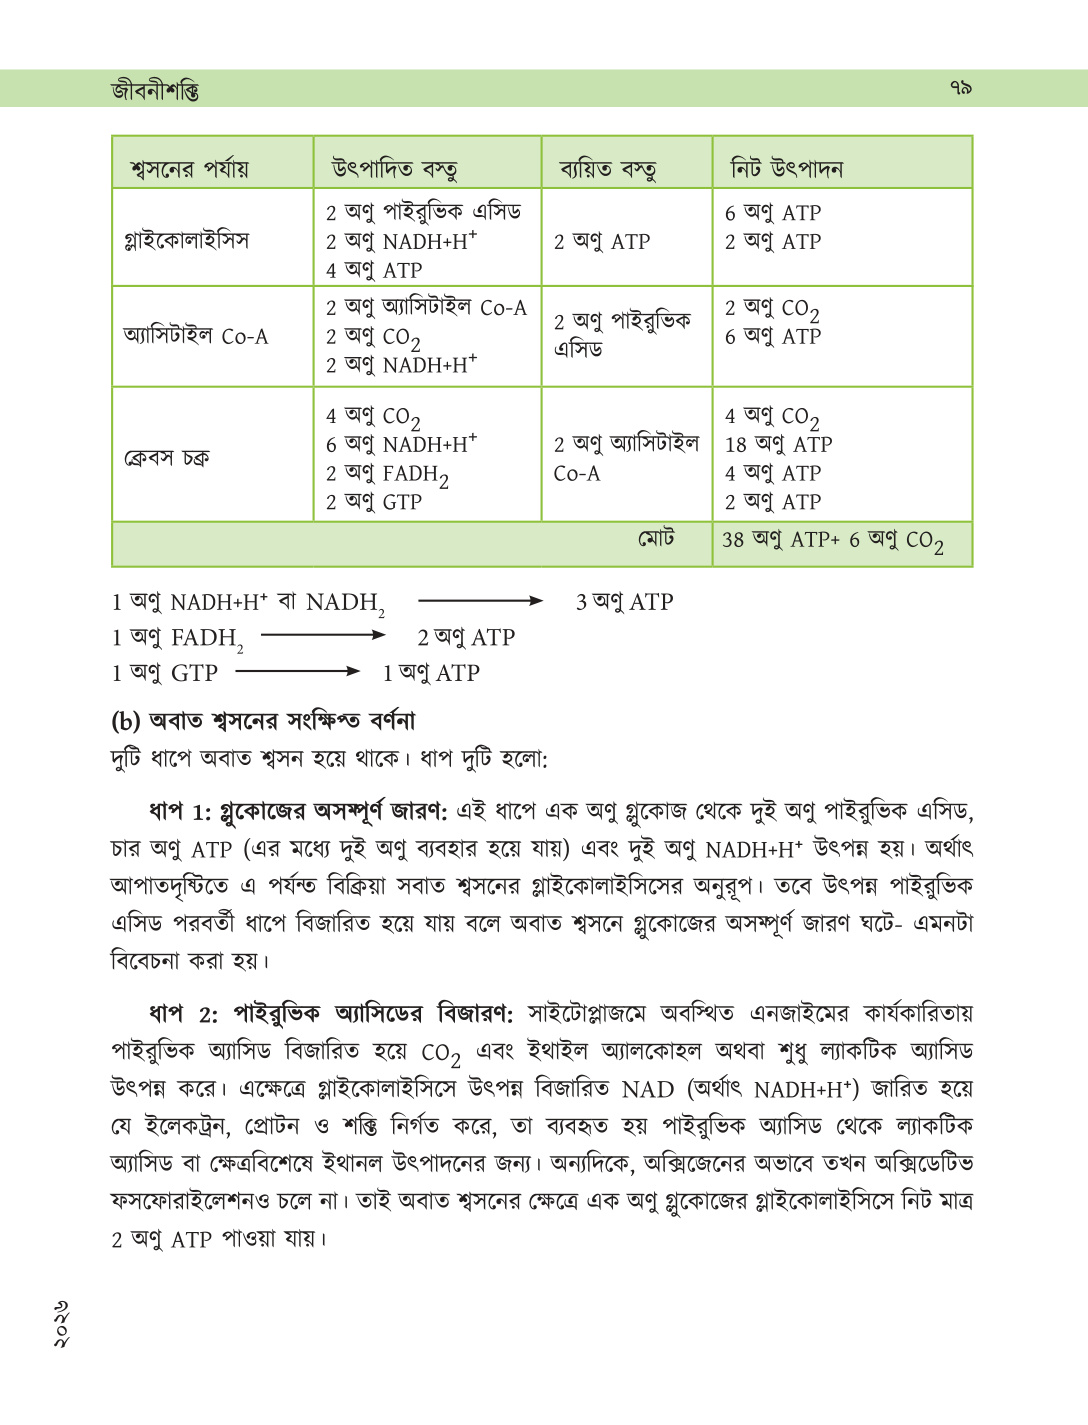 জীবনীশক্তি ৭৯
শ্বসনের পর্যায় উৎপাদিত বস্তু ব্যয়িত বস্তু নিট উৎপাদন
গ্লাইকোলাইসিস
2 অণু পাইরুভিক এসিড
2 অণু NADH+H⁺
4 অণু ATP
2 অণু ATP
6 অণু ATP
2 অণু ATP
অ্যাসিটাইল Co-A
2 অণু অ্যাসিটাইল Co-A
2 অণু CO₂
2 অণু NADH+H⁺
2 অণু পাইরুভিক
এসিড
2 অণু CO₂
6 অণু ATP
ক্রেবস চক্র
4 অণু CO₂
6 অণু NADH+H⁺
2 অণু FADH₂
2 অণু GTP
2 অণু অ্যাসিটাইল
Co-A
4 অণু CO₂
18 অণু ATP
4 অণু ATP
2 অণু ATP
মোট 38 অণু ATP+ 6 অণু CO₂
1 অণু NADH+H⁺ বা NADH₂ ⟶ 3 অণু ATP
1 অণু FADH₂ ⟶ 2 অণু ATP
1 অণু GTP ⟶ 1 অণু ATP
(b) অবাত শ্বসনের সংক্ষিপ্ত বর্ণনা
দুটি ধাপে অবাত শ্বসন হয়ে থাকে। ধাপ দুটি হলো:
ধাপ 1: গ্লুকোজের অসম্পূর্ণ জারণ: এই ধাপে এক অণু গ্লুকোজ থেকে দুই অণু পাইরুভিক এসিড,
চার অণু ATP (এর মধ্যে দুই অণু ব্যবহার হয়ে যায়) এবং দুই অণু NADH+H⁺ উৎপন্ন হয়। অর্থাৎ
আপাতদৃষ্টিতে এ পর্যন্ত বিক্রিয়া সবাত শ্বসনের গ্লাইকোলাইসিসের অনুরূপ। তবে উৎপন্ন পাইরুভিক
এসিড পরবর্তী ধাপে বিজারিত হয়ে যায় বলে অবাত শ্বসনে গ্লুকোজের অসম্পূর্ণ জারণ ঘটে- এমনটা
বিবেচনা করা হয়।
ধাপ 2: পাইরুভিক অ্যাসিডের বিজারণ: সাইটোপ্লাজমে অবস্থিত এনজাইমের কার্যকারিতায়
পাইরুভিক অ্যাসিড বিজারিত হয়ে CO₂ এবং ইথাইল অ্যালকোহল অথবা শুধু ল্যাকটিক অ্যাসিড
উৎপন্ন করে। এক্ষেত্রে গ্লাইকোলাইসিসে উৎপন্ন বিজারিত NAD (অর্থাৎ NADH+H⁺) জারিত হয়ে
যে ইলেকট্রন, প্রোটন ও শক্তি নির্গত করে, তা ব্যবহৃত হয় পাইরুভিক অ্যাসিড থেকে ল্যাকটিক
অ্যাসিড বা ক্ষেত্রবিশেষে ইথানল উৎপাদনের জন্য। অন্যদিকে, অক্সিজেনের অভাবে তখন অক্সিডেটিভ
ফসফোরাইলেশনও চলে না। তাই অবাত শ্বসনের ক্ষেত্রে এক অণু গ্লুকোজের গ্লাইকোলাইসিসে নিট মাত্র
2 অণু ATP পাওয়া যায়।
২০২৬